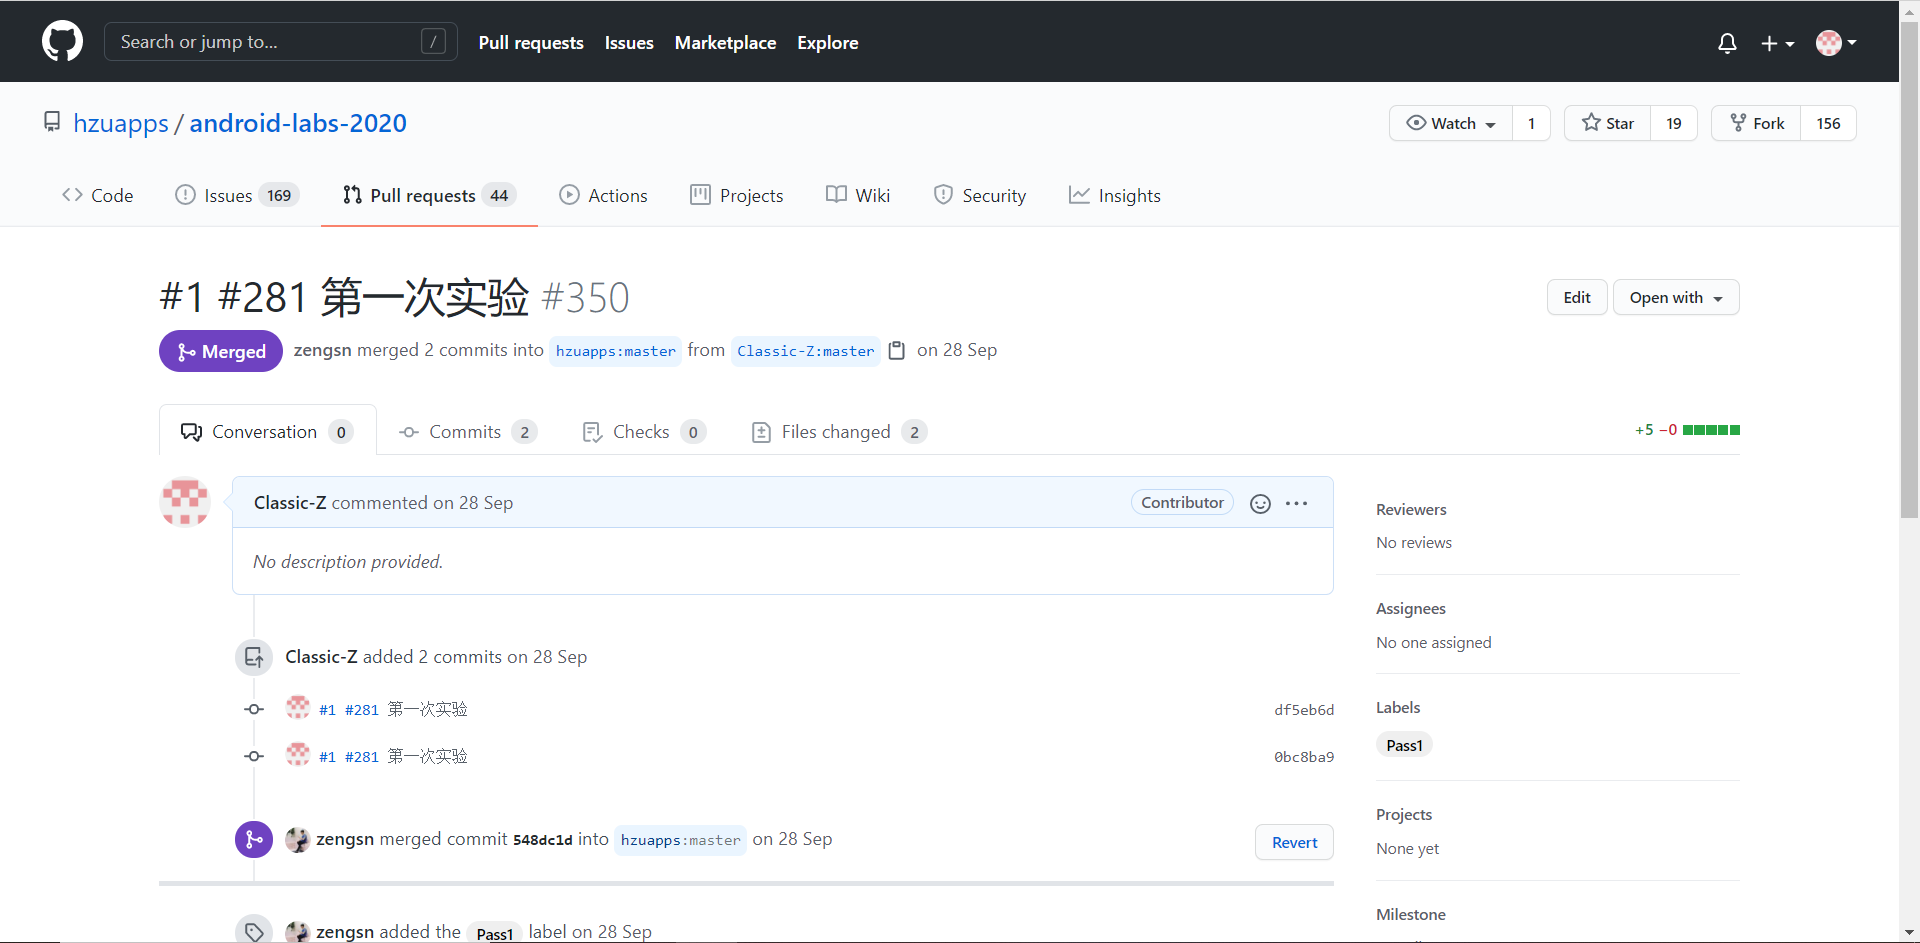 Search or jump to... / Pull requests Issues Marketplace Explore
hzuapps / android-labs-2020 Watch 1 Star 19 Fork 156
Code Issues 169 Pull requests 44 Actions Projects Wiki Security Insights
#1 #281 第一次实验 #350 Edit Open with
Merged zengsn merged 2 commits into hzuapps:master from Classic-Z:master on 28 Sep
Conversation 0 Commits 2 Checks 0 Files changed 2 +5 −0
Classic-Z commented on 28 Sep Contributor
No description provided.
Classic-Z added 2 commits on 28 Sep
#1 #281 第一次实验 df5eb6d
#1 #281 第一次实验 0bc8ba9
zengsn merged commit 548dc1d into hzuapps:master on 28 Sep Revert
zengsn added the Pass1 label on 28 Sep
Reviewers
No reviews
Assignees
No one assigned
Labels
Pass1
Projects
None yet
Milestone